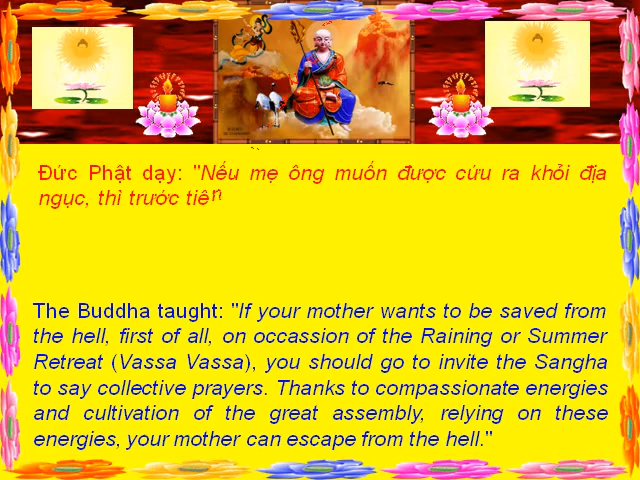 Đức Phật dạy: "Nếu mẹ ông muốn được cứu ra khỏi địa
ngục, thì trước tiên
The Buddha taught: "If your mother wants to be saved from
the hell, first of all, on occassion of the Raining or Summer
Retreat (Vassa Vassa), you should go to invite the Sangha
to say collective prayers. Thanks to compassionate energies
and cultivation of the great assembly, relying on these
energies, your mother can escape from the hell."